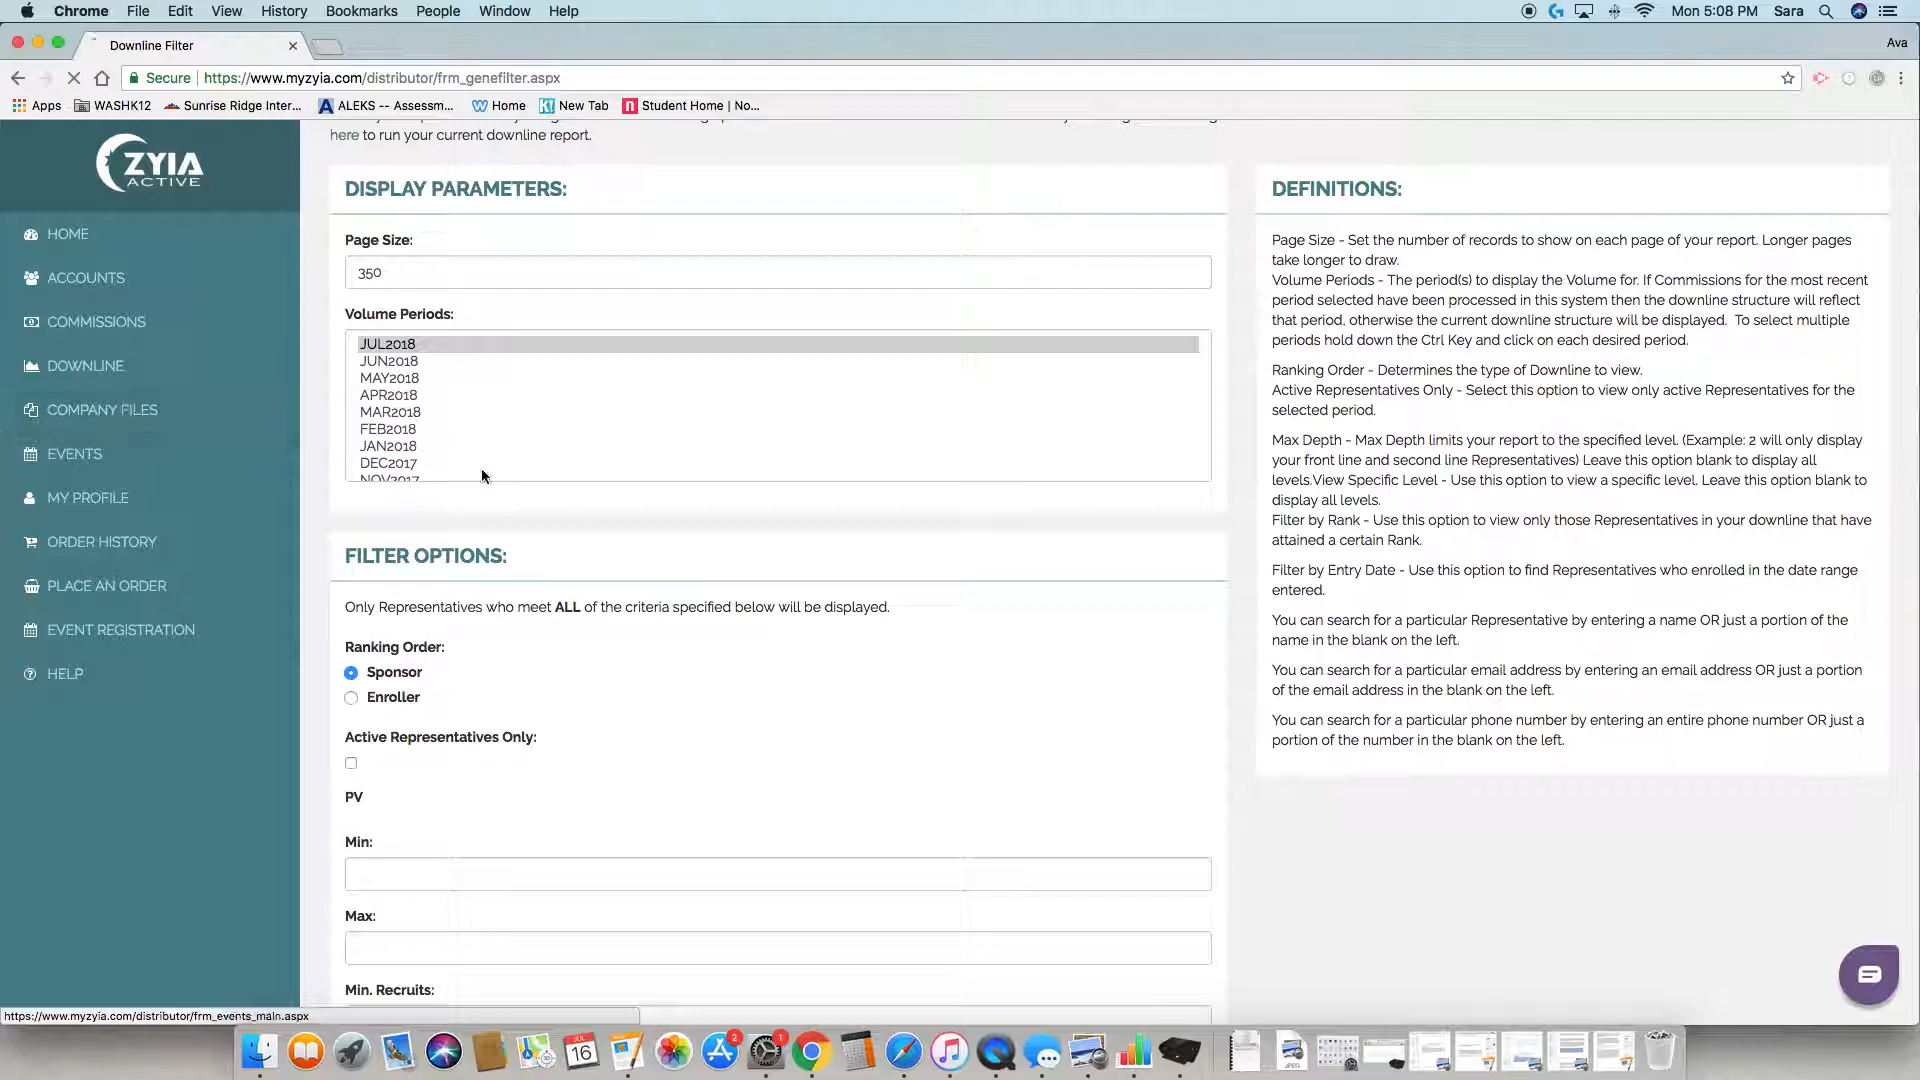 Chrome File Edit View History Bookmarks People Window Help
Mon 5:08 PM Sara
Downline Filter
Ava
Secure https://www.myzyia.com/distributor/frm_genefilter.aspx
Apps WASHK12 Sunrise Ridge Inter... ALEKS -- Assessm... Home New Tab Student Home | No...
ZYIA
ACTIVE
HOME
ACCOUNTS
COMMISSIONS
DOWNLINE
COMPANY FILES
EVENTS
MY PROFILE
ORDER HISTORY
PLACE AN ORDER
EVENT REGISTRATION
HELP
here to run your current downline report.
DISPLAY PARAMETERS:
Page Size:
350
Volume Periods:
JUL2018
JUN2018
MAY2018
APR2018
MAR2018
FEB2018
JAN2018
DEC2017
NOV2017
FILTER OPTIONS:
Only Representatives who meet ALL of the criteria specified below will be displayed.
Ranking Order:
Sponsor
Enroller
Active Representatives Only:
PV
Min:
Max:
Min. Recruits:
DEFINITIONS:
Page Size - Set the number of records to show on each page of your report. Longer pages
take longer to draw.
Volume Periods - The period(s) to display the Volume for. If Commissions for the most recent
period selected have been processed in this system then the downline structure will reflect
that period, otherwise the current downline structure will be displayed. To select multiple
periods hold down the Ctrl Key and click on each desired period.
Ranking Order - Determines the type of Downline to view.
Active Representatives Only - Select this option to view only active Representatives for the
selected period.
Max Depth - Max Depth limits your report to the specified level. (Example: 2 will only display
your front line and second line Representatives) Leave this option blank to display all
levels.View Specific Level - Use this option to view a specific level. Leave this option blank to
display all levels.
Filter by Rank - Use this option to view only those Representatives in your downline that have
attained a certain Rank.
Filter by Entry Date - Use this option to find Representatives who enrolled in the date range
entered.
You can search for a particular Representative by entering a name OR just a portion of the
name in the blank on the left.
You can search for a particular email address by entering an email address OR just a portion
of the email address in the blank on the left.
You can search for a particular phone number by entering an entire phone number OR just a
portion of the number in the blank on the left.
https://www.myzyia.com/distributor/frm_events_main.aspx
JUL
16
2
1
JPEG